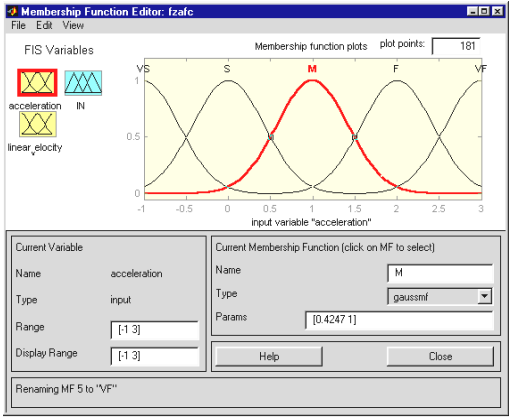 Membership Function Editor: fzafc
File Edit View
FIS Variables
Membership function plots plot points: 181
VS S M F VF
acceleration IN
linear_elocity
v
1
0.5
0
-1 -0.5 0 0.5 1 1.5 2 2.5 3
input variable "acceleration"
Current Variable
Name acceleration
Type input
Range [-1 3]
Display Range [-1 3]
Current Membership Function (click on MF to select)
Name M
Type gaussmf
Params [0.4247 1]
Help Close
Renaming MF 5 to "VF"